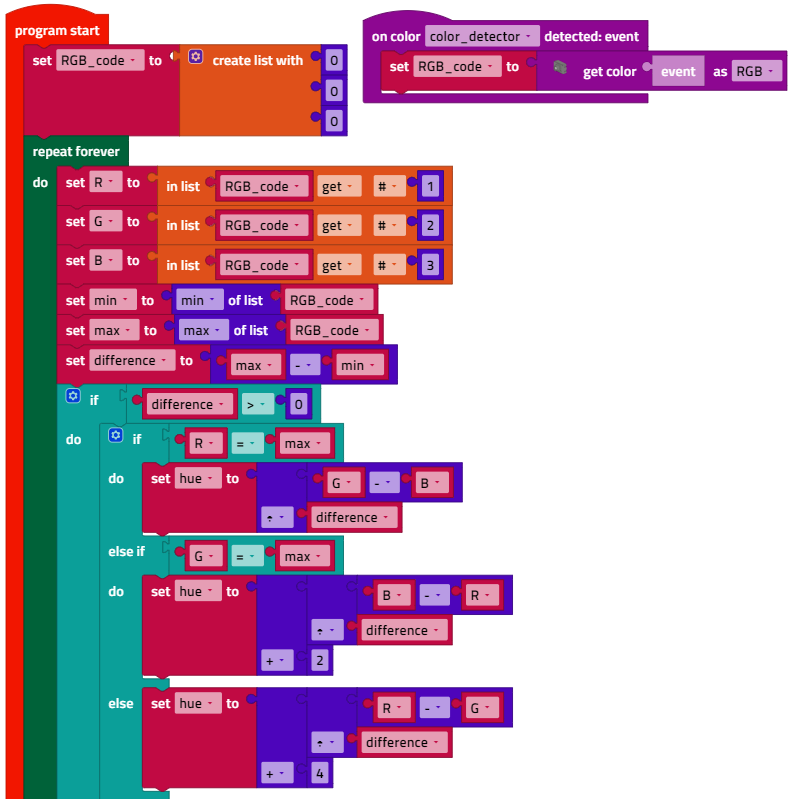 program start
set RGB_code to create list with 0
0
0
repeat forever
do set R to in list RGB_code get # 1
set G to in list RGB_code get # 2
set B to in list RGB_code get # 3
set min to min of list RGB_code
set max to max of list RGB_code
set difference to max - min
if difference > 0
do if R = max
do set hue to G - B
÷ difference
else if G = max
do set hue to B - R
÷ difference
+ 2
else set hue to R - G
÷ difference
+ 4
on color color_detector detected: event
set RGB_code to get color event as RGB